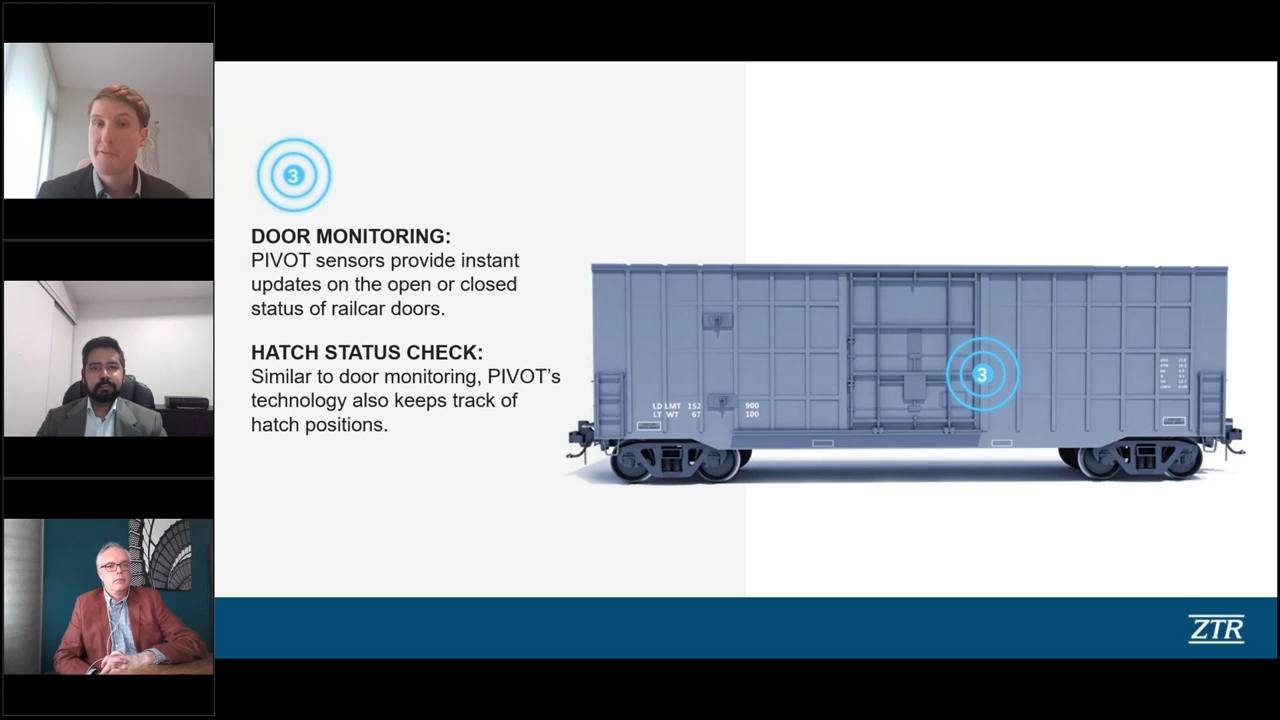 3
DOOR MONITORING:
PIVOT sensors provide instant
updates on the open or closed
status of railcar doors.
HATCH STATUS CHECK:
Similar to door monitoring, PIVOT’s
technology also keeps track of
hatch positions.
3
LD LMT 152 900
LT WT 67 100
ZTR